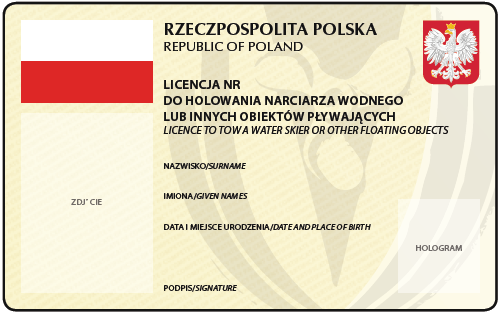 RZECZPOSPOLITA POLSKA
REPUBLIC OF POLAND
LICENCJA NR
DO HOLOWANIA NARCIARZA WODNEGO
LUB INNYCH OBIEKTÓW PŁYWAJĄCYCH
LICENCE TO TOW A WATER SKIER OR OTHER FLOATING OBJECTS
NAZWISKO/SURNAME
IMIONA/GIVEN NAMES
ZDJ" CIE
DATA I MIEJSCE URODZENIA/DATE AND PLACE OF BIRTH
HOLOGRAM
PODPIS/SIGNATURE